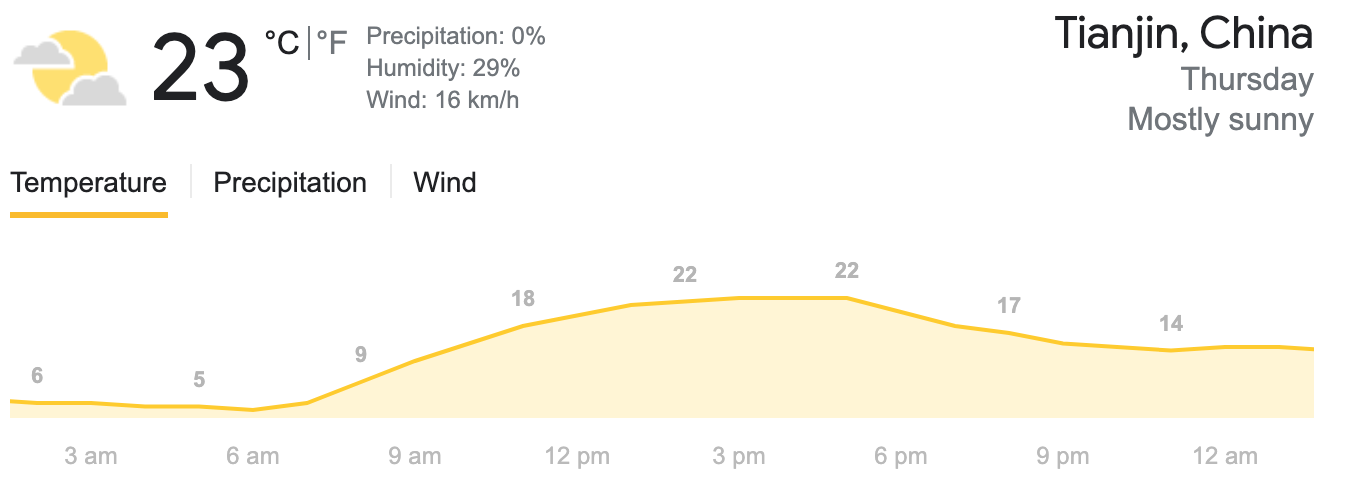 23 °C | °F
Precipitation: 0%
Humidity: 29%
Wind: 16 km/h
Tianjin, China
Thursday
Mostly sunny
Temperature Precipitation Wind
6 5 9 18 22 22 17 14
3 am 6 am 9 am 12 pm 3 pm 6 pm 9 pm 12 am